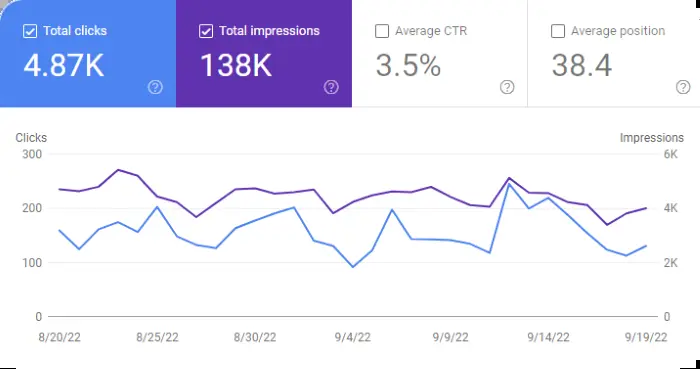 Total clicks
4.87K
Total impressions
138K
Average CTR
3.5%
Average position
38.4
Clicks
Impressions
300
6K
200
4K
100
2K
0
0
8/20/22 8/25/22 8/30/22 9/4/22 9/9/22 9/14/22 9/19/22